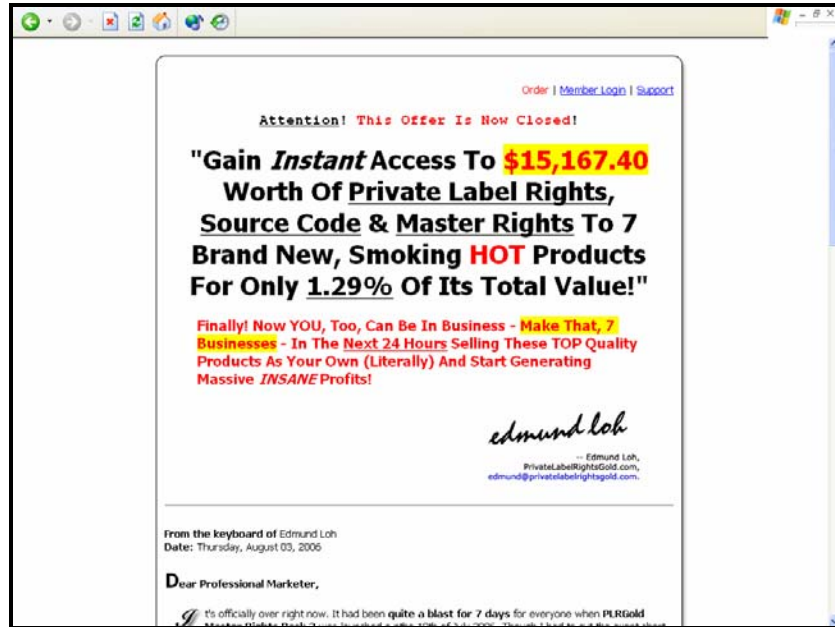 Order | Member Login | Support
Attention! This Offer Is Now Closed!
"Gain Instant Access To $15,167.40
Worth Of Private Label Rights,
Source Code & Master Rights To 7
Brand New, Smoking HOT Products
For Only 1.29% Of Its Total Value!"
Finally! Now YOU, Too, Can Be In Business - Make That, 7
Businesses - In The Next 24 Hours Selling These TOP Quality
Products As Your Own (Literally) And Start Generating
Massive INSANE Profits!
edmund loh
-- Edmund Loh,
PrivateLabelRightsGold.com,
edmund@privatelabelrightsgold.com.
From the keyboard of Edmund Loh
Date: Thursday, August 03, 2006
Dear Professional Marketer,
It's officially over right now. It had been quite a blast for 7 days for everyone when PLRGold